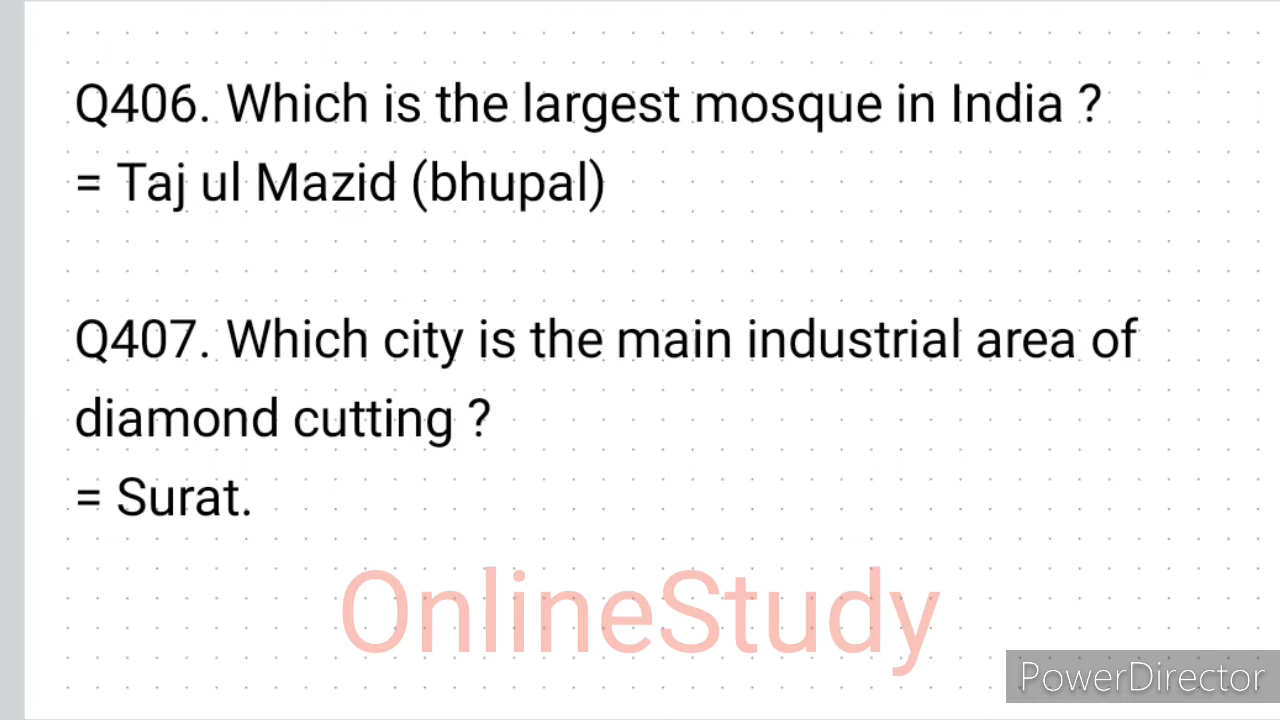 Q406. Which is the largest mosque in India ?
= Taj ul Mazid (bhupal)
Q407. Which city is the main industrial area of
diamond cutting ?
= Surat.
OnlineStudy
PowerDirector